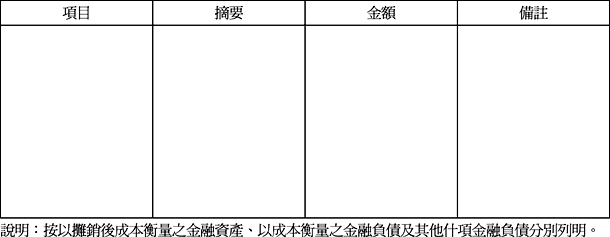 項目 摘要 金額 備註
說明：按以攤銷後成本衡量之金融資產、以成本衡量之金融負債及其他什項金融負債分別列明。